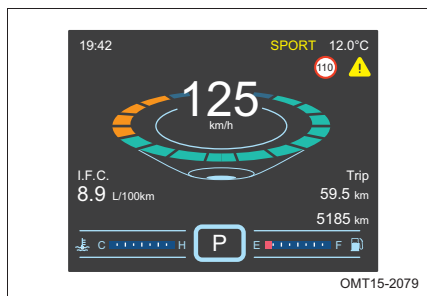 19:42 SPORT 12.0°C
110
125
km/h
I.F.C. Trip
8.9 L/100km 59.5 km
5185 km
C H P E F
OMT15-2079